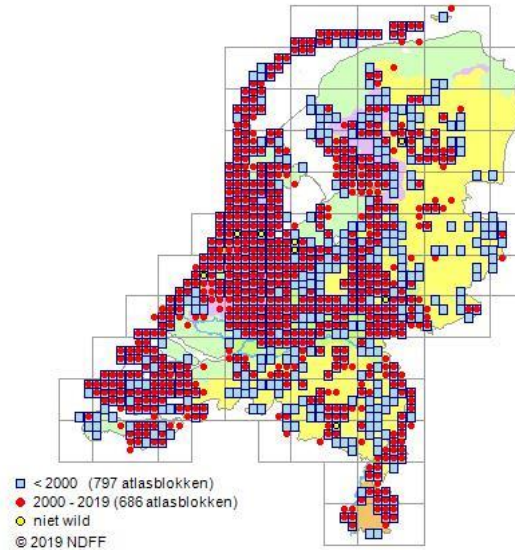 < 2000 (797 atlasblokken)
2000 - 2019 (686 atlasblokken)
niet wild
© 2019 NDFF